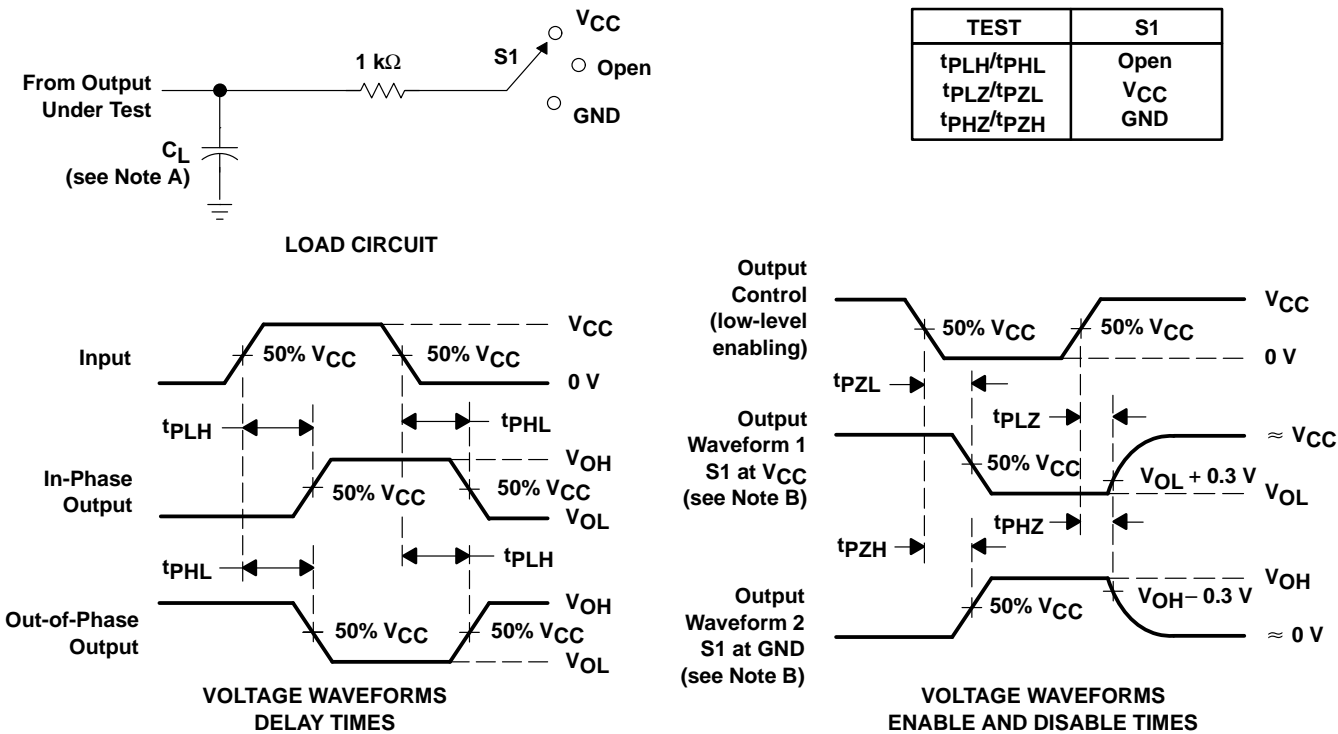 From Output
Under Test
CL
(see Note A)
1 kΩ
S1
VCC
Open
GND
LOAD CIRCUIT
TEST S1
tPLH/tPHL Open
tPLZ/tPZL VCC
tPHZ/tPZH GND
Input
50% VCC
50% VCC
VCC
0 V
tPLH
tPHL
In-Phase
Output
50% VCC
50% VCC
VOH
VOL
tPHL
tPLH
Out-of-Phase
Output
50% VCC
50% VCC
VOH
VOL
VOLTAGE WAVEFORMS
DELAY TIMES
Output
Control
(low-level
enabling)
50% VCC
50% VCC
VCC
0 V
tPZL
tPLZ
Output
Waveform 1
S1 at VCC
(see Note B)
50% VCC
VOL + 0.3 V
≈ VCC
VOL
tPZH
tPHZ
Output
Waveform 2
S1 at GND
(see Note B)
50% VCC
VOH − 0.3 V
VOH
≈ 0 V
VOLTAGE WAVEFORMS
ENABLE AND DISABLE TIMES